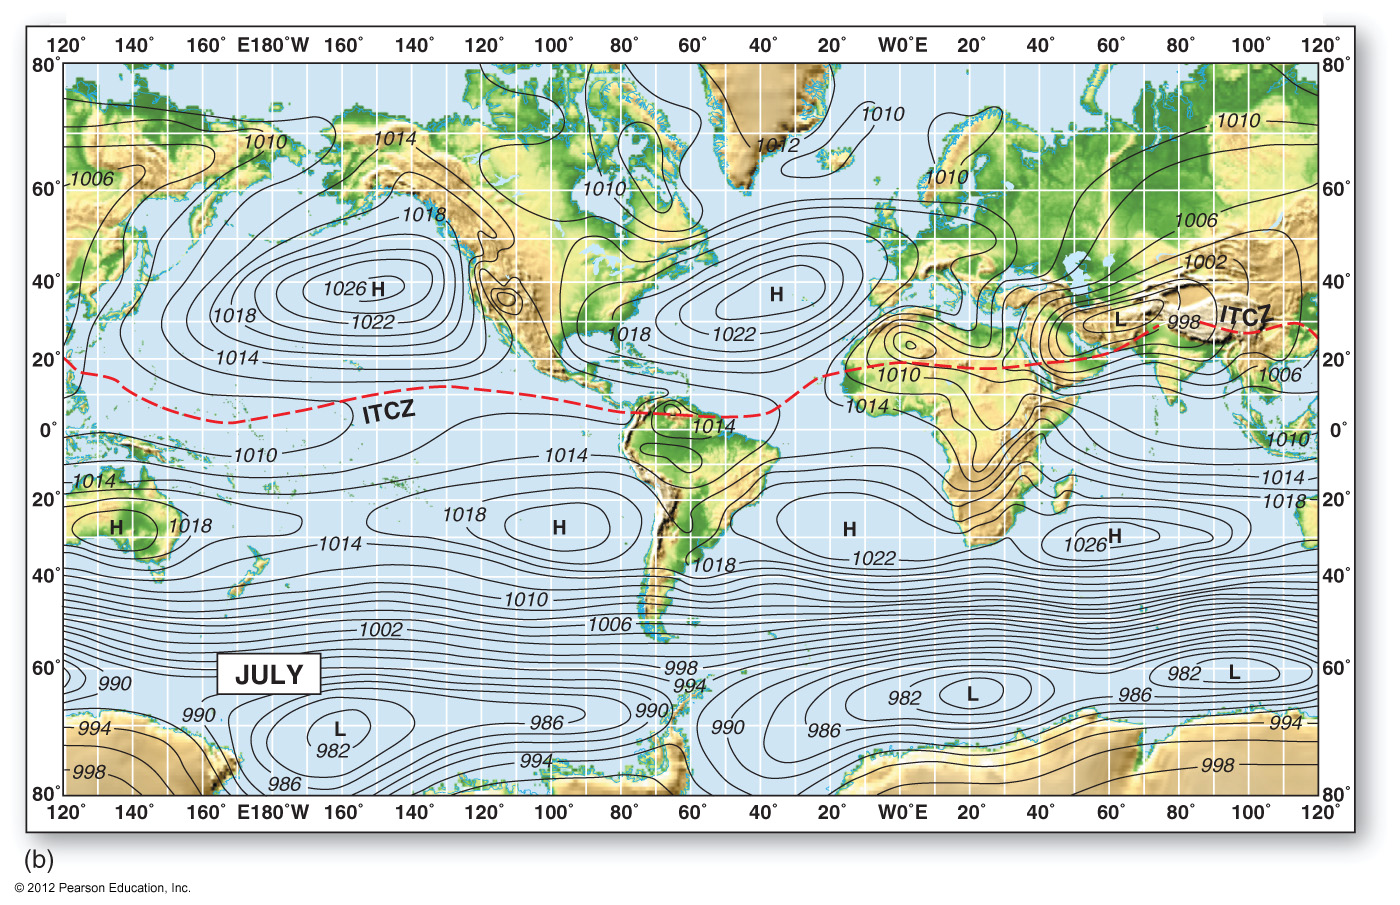 120° 140° 160° E180°W 160° 140° 120° 100° 80° 60° 40° 20° W0°E 20° 40° 60° 80° 100° 120°
80° 80°
1010 1014 1012 1010 1010
1006 1010 1010 60° 60°
1018 1006
1002
40° 1026 H H 40°
1018 1022 1018 1022 L 998 ITCZ
20° 1014 1010 20°
1006
ITCZ 1014 1014
0° 1010 1014 1010 0°
1014 1014
20° 1018 1018 20°
H 1018 H H 1026 H
1014 1018 1022
40° 40°
1010
1002 1006
60° JULY 998 982 L 60°
990 994 982 L 986
990 L 986 990 990 986 994
994 982
998 994 998
986
80° 80°
120° 140° 160° E180°W 160° 140° 120° 100° 80° 60° 40° 20° W0°E 20° 40° 60° 80° 100° 120°
(b)
© 2012 Pearson Education, Inc.